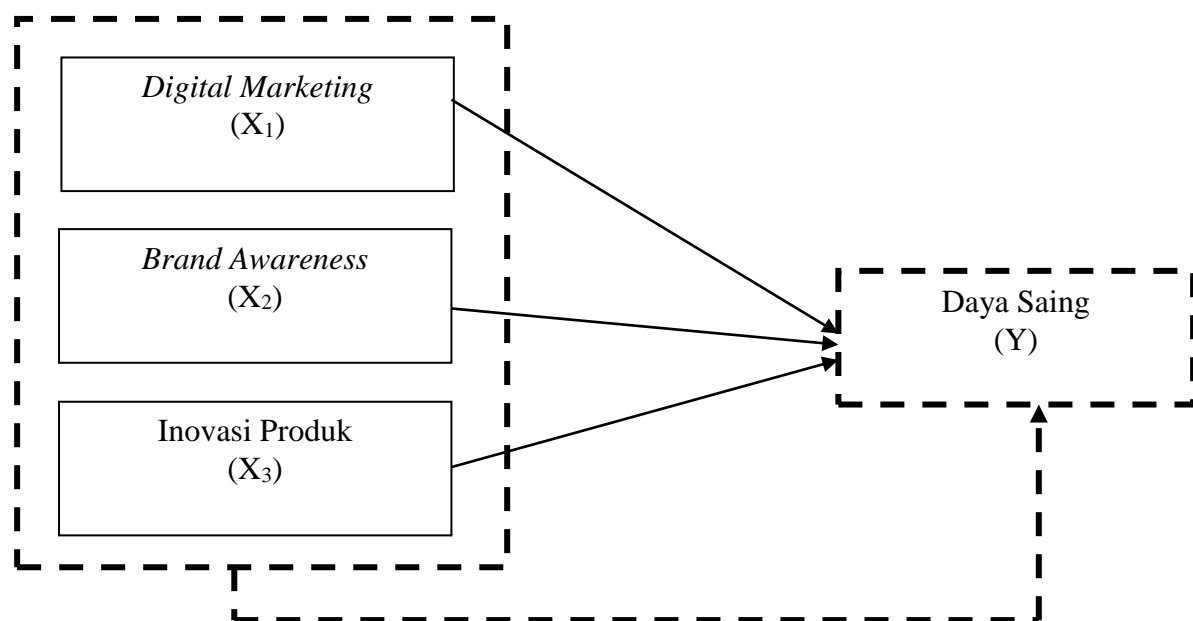 Digital Marketing
(X₁)
Brand Awareness
(X₂)
Inovasi Produk
(X₃)
Daya Saing
(Y)